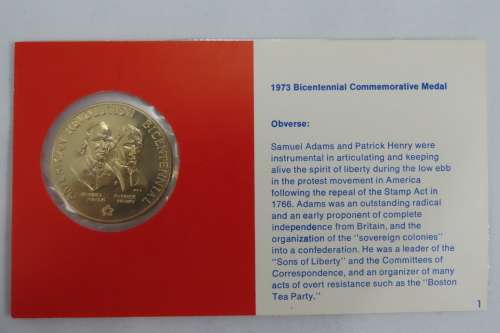 AMERICAN REVOLUTION BICENTENNIAL
SAMUEL PATRICK
ADAMS HENRY
1973 Bicentennial Commemorative Medal
Obverse:
Samuel Adams and Patrick Henry were
instrumental in articulating and keeping
alive the spirit of liberty during the low ebb
in the protest movement in America
following the repeal of the Stamp Act in
1766. Adams was an outstanding radical
and an early proponent of complete
independence from Britain, and the
organization of the "sovereign colonies"
into a confederation. He was a leader of the
"Sons of Liberty" and the Committees of
Correspondence, and an organizer of many
acts of overt resistance such as the "Boston
Tea Party."
1